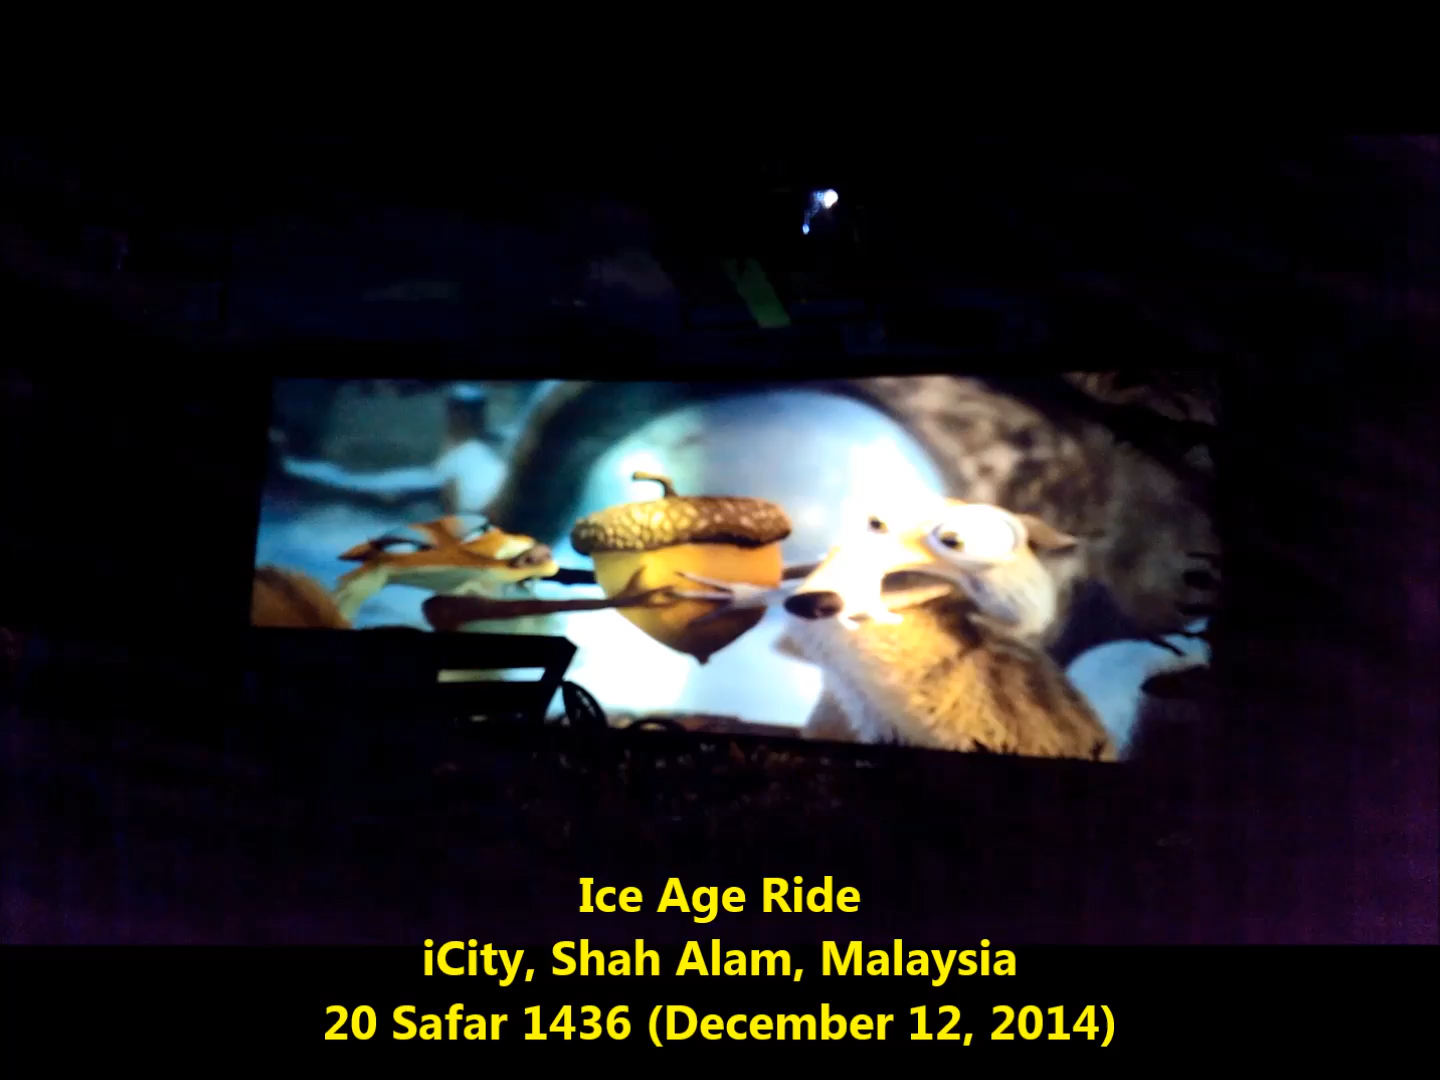 Ice Age Ride
iCity, Shah Alam, Malaysia
20 Safar 1436 (December 12, 2014)